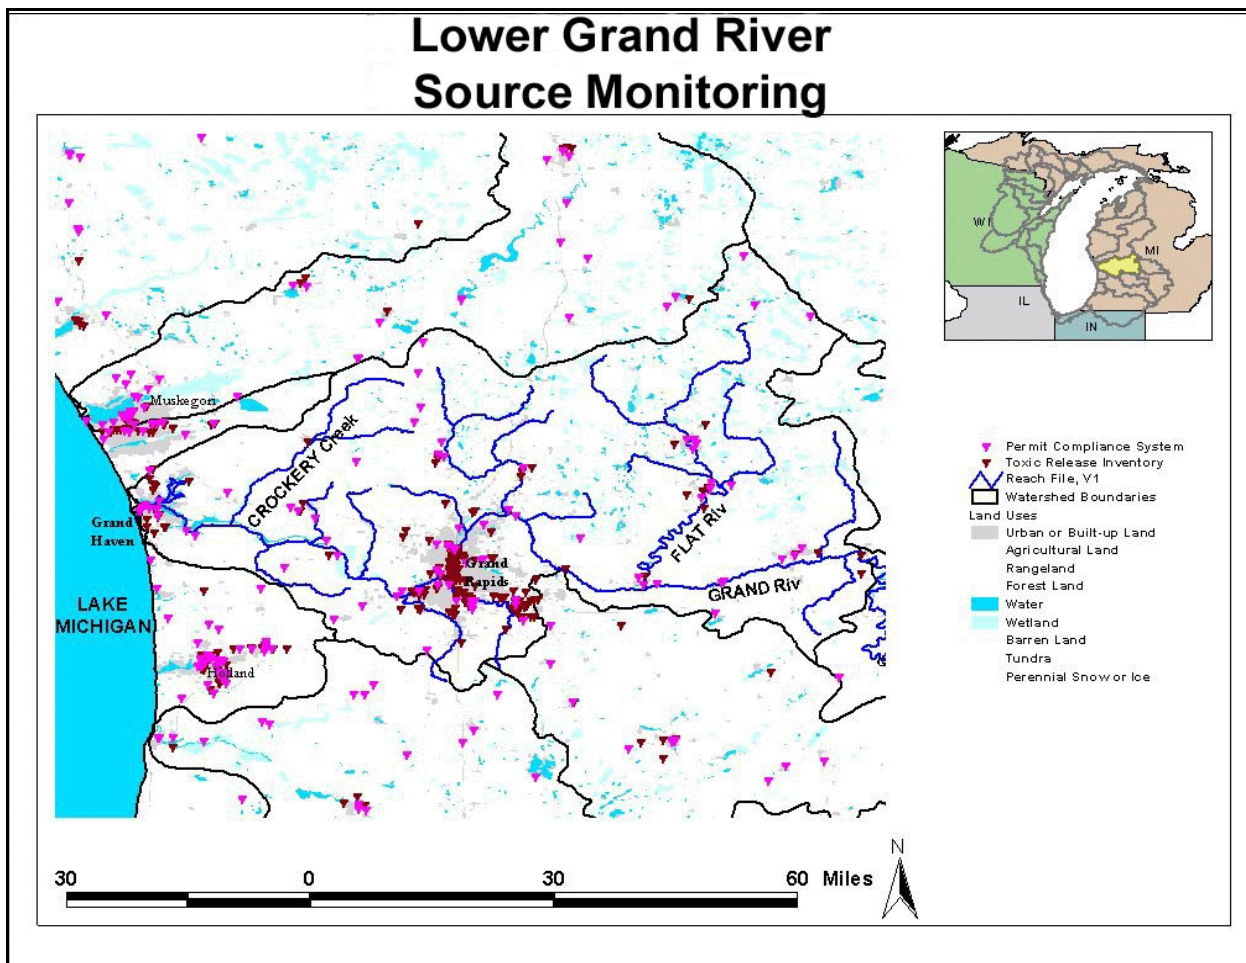 Lower Grand River
Source Monitoring
Muskegon
CROCKERY Creek
Grand
Haven
FLAT Riv
Grand
Rapids
GRAND Riv
LAKE
MICHIGAN
Holland
WI
MI
IL
IN
Permit Compliance System
Toxic Release Inventory
Reach File, V1
Watershed Boundaries
Land Uses
Urban or Built-up Land
Agricultural Land
Rangeland
Forest Land
Water
Wetland
Barren Land
Tundra
Perennial Snow or Ice
30 0 30 60 Miles
N